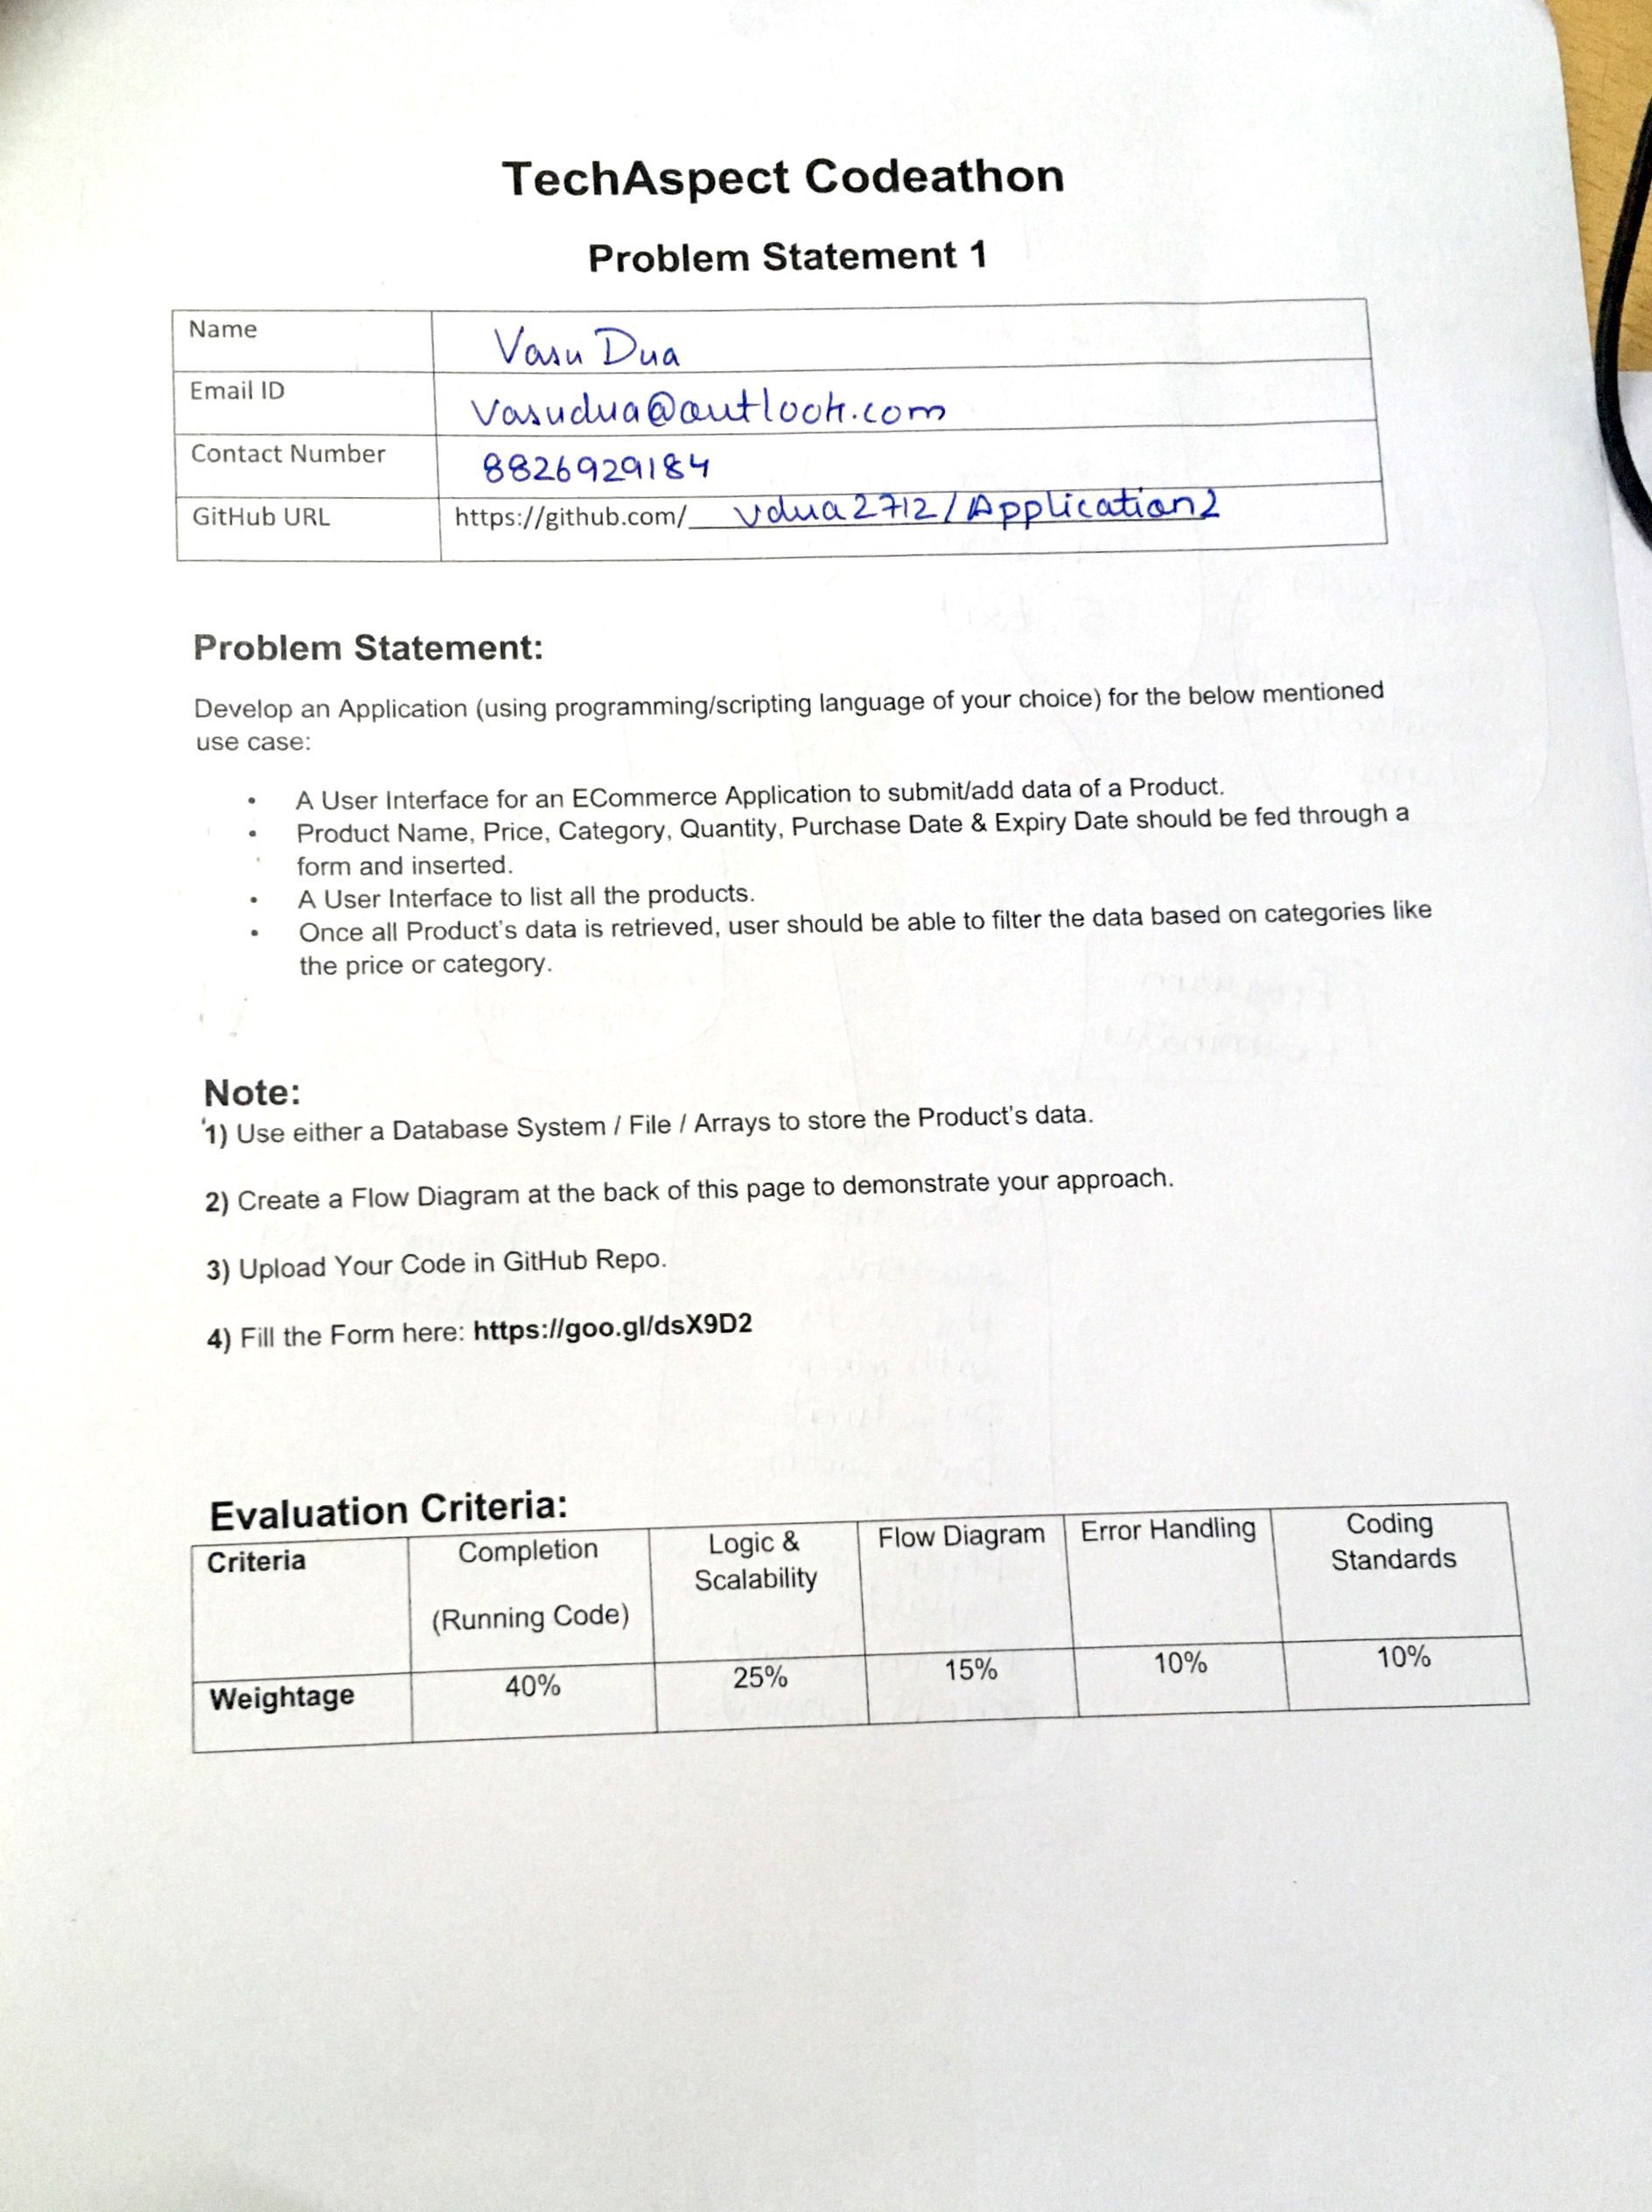 TechAspect Codeathon
Problem Statement 1
Name Vasu Dua
Email ID vasudua@outlook.com
Contact Number 8826929184
GitHub URL https://github.com/ vdua2712/Application2
Problem Statement:
Develop an Application (using programming/scripting language of your choice) for the below mentioned
use case:
• A User Interface for an ECommerce Application to submit/add data of a Product.
• Product Name, Price, Category, Quantity, Purchase Date & Expiry Date should be fed through a
form and inserted.
• A User Interface to list all the products.
• Once all Product's data is retrieved, user should be able to filter the data based on categories like
the price or category.
Note:
1) Use either a Database System / File / Arrays to store the Product's data.
2) Create a Flow Diagram at the back of this page to demonstrate your approach.
3) Upload Your Code in GitHub Repo.
4) Fill the Form here: https://goo.gl/dsX9D2
Evaluation Criteria:
Criteria Completion (Running Code) Logic & Scalability Flow Diagram Error Handling Coding Standards
Weightage 40% 25% 15% 10% 10%